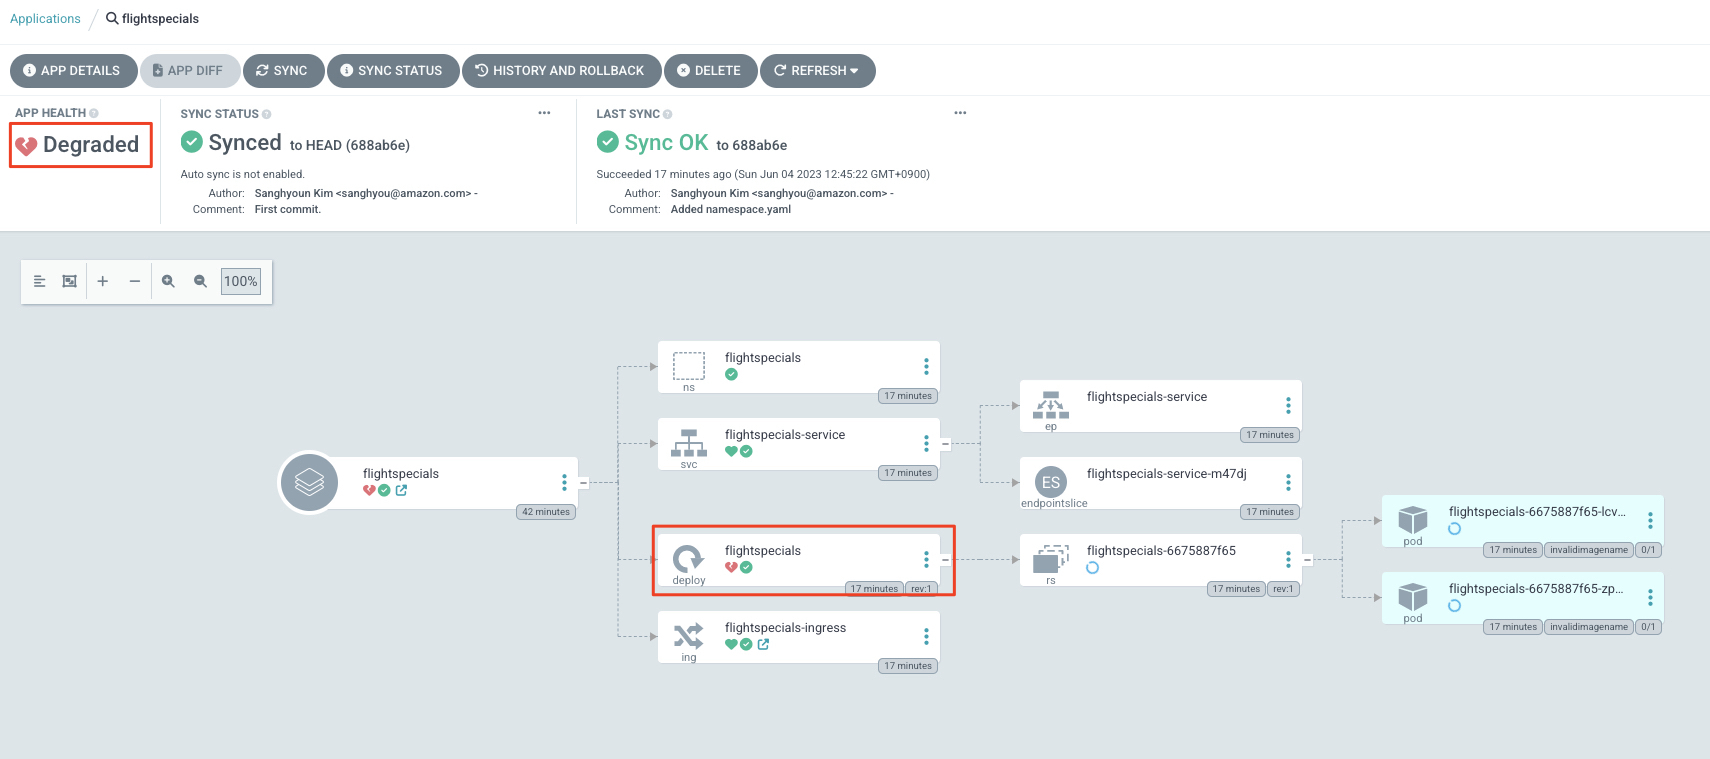 Applications / flightspecials
APP DETAILS APP DIFF SYNC SYNC STATUS HISTORY AND ROLLBACK DELETE REFRESH
APP HEALTH
Degraded
SYNC STATUS
Synced to HEAD (688ab6e)
Auto sync is not enabled.
Author: Sanghyoun Kim <sanghyou@amazon.com> -
Comment: First commit.
LAST SYNC
Sync OK to 688ab6e
Succeeded 17 minutes ago (Sun Jun 04 2023 12:45:22 GMT+0900)
Author: Sanghyoun Kim <sanghyou@amazon.com> -
Comment: Added namespace.yaml
100%
flightspecials
42 minutes
flightspecials
ns
17 minutes
flightspecials-service
svc
17 minutes
flightspecials
deploy
17 minutes rev:1
flightspecials-ingress
ing
17 minutes
flightspecials-service
ep
17 minutes
ES
flightspecials-service-m47dj
endpointslice
17 minutes
flightspecials-6675887f65
rs
17 minutes rev:1
flightspecials-6675887f65-lcv...
pod
17 minutes invalidimagename 0/1
flightspecials-6675887f65-zp...
pod
17 minutes invalidimagename 0/1